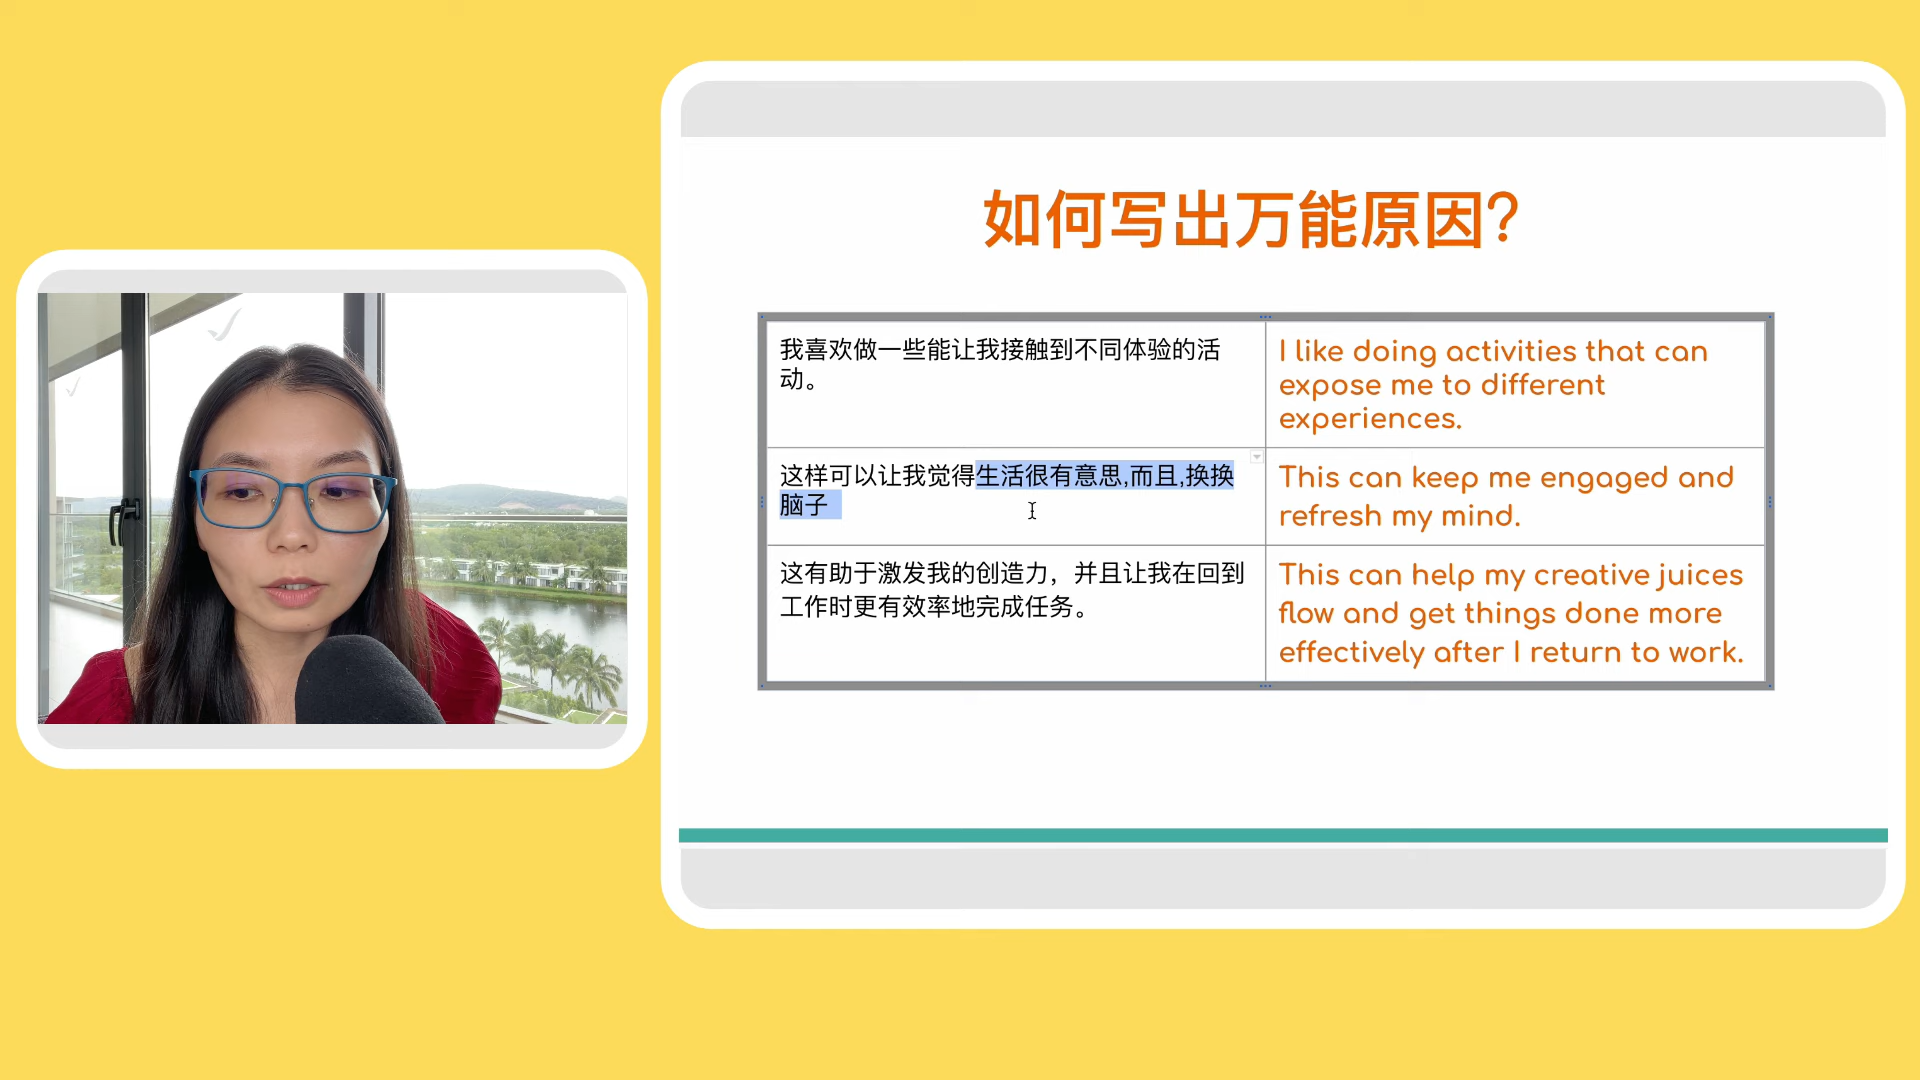 如何写出万能原因？
我喜欢做一些能让我接触到不同体验的活
动。
I like doing activities that can
expose me to different
experiences.
这样可以让我觉得生活很有意思,而且,换换
脑子
This can keep me engaged and
refresh my mind.
这有助于激发我的创造力，并且让我在回到
工作时更有效率地完成任务。
This can help my creative juices
flow and get things done more
effectively after I return to work.